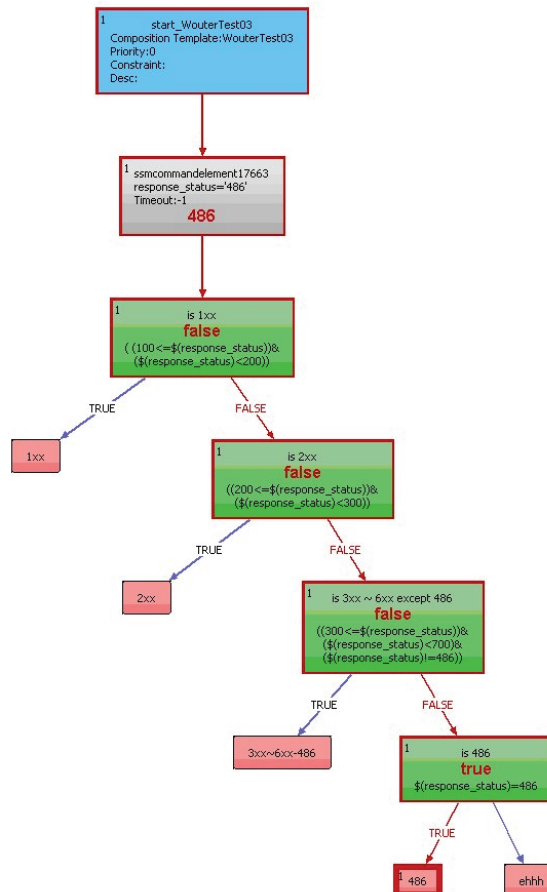 1
start_WouterTest03
Composition Template:WouterTest03
Priority:0
Constraint:
Desc:
1
ssmcommandelement17663
response_status='486'
Timeout:-1
486
1
is 1xx
false
( (100<=$(response_status))&
($(response_status)<200))
TRUE
FALSE
1xx
1
is 2xx
false
((200<=$(response_status))&
($(response_status)<300))
TRUE
FALSE
2xx
1
is 3xx ~ 6xx except 486
false
((300<=$(response_status))&
($(response_status)<700)&
($(response_status)!=486))
TRUE
FALSE
3xx~6xx-486
1
is 486
true
$(response_status)=486
TRUE
1
486
ehhh